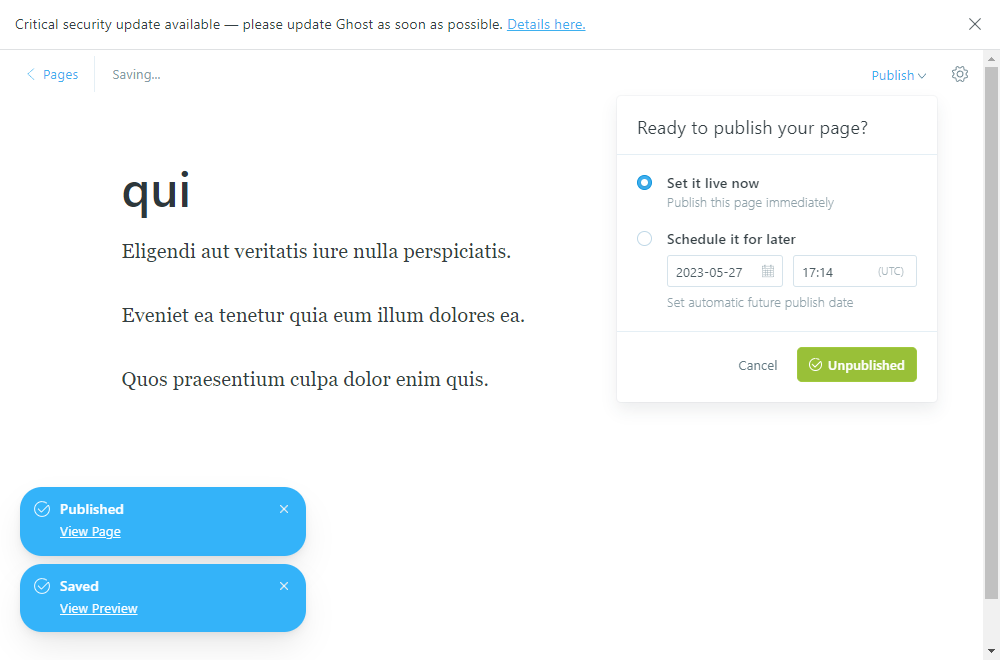 Critical security update available — please update Ghost as soon as possible. Details here.
Pages
Saving...
Publish
Ready to publish your page?
Set it live now
Publish this page immediately
Schedule it for later
2023-05-27
17:14
(UTC)
Set automatic future publish date
Cancel
Unpublished
qui
Eligendi aut veritatis iure nulla perspiciatis.
Eveniet ea tenetur quia eum illum dolores ea.
Quos praesentium culpa dolor enim quis.
Published
View Page
Saved
View Preview